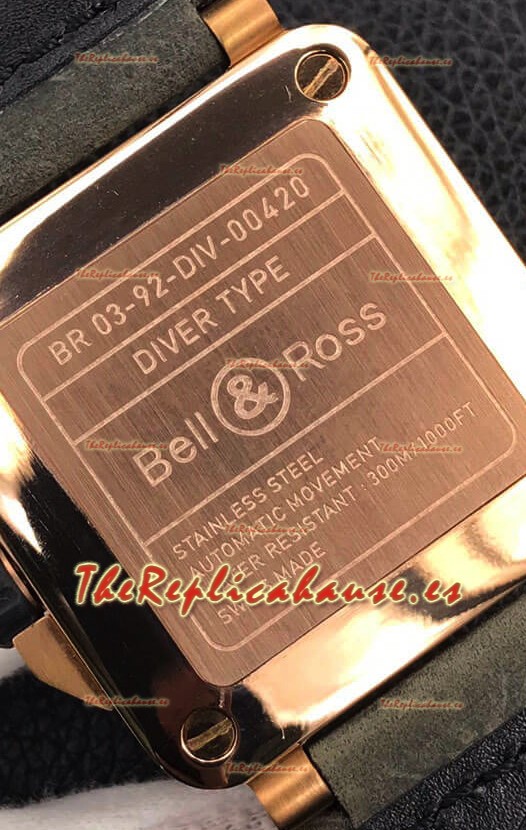 BR 03-92-DIV-00420
DIVER TYPE
Bell & Ross
STAINLESS STEEL
AUTOMATIC MOVEMENT
RESISTANT : 300M-1000FT
MADE
TheReplicahause.es